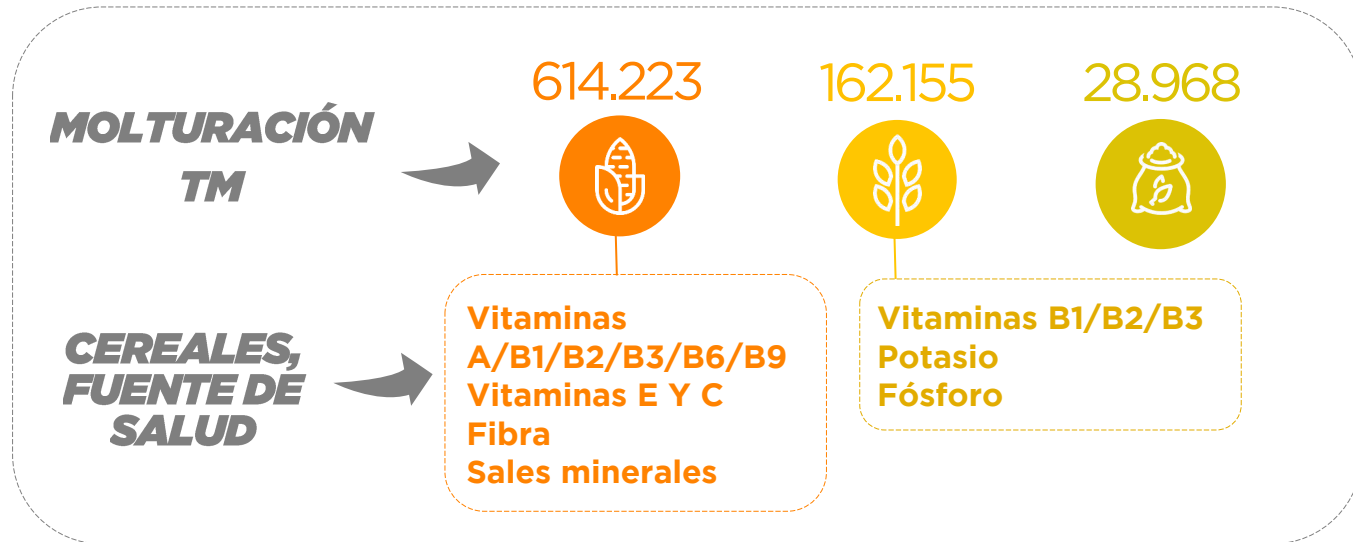 MOLTURACIÓN
TM
614.223
162.155
28.968
CEREALES,
FUENTE DE
SALUD
Vitaminas
A/B1/B2/B3/B6/B9
Vitaminas E Y C
Fibra
Sales minerales
Vitaminas B1/B2/B3
Potasio
Fósforo